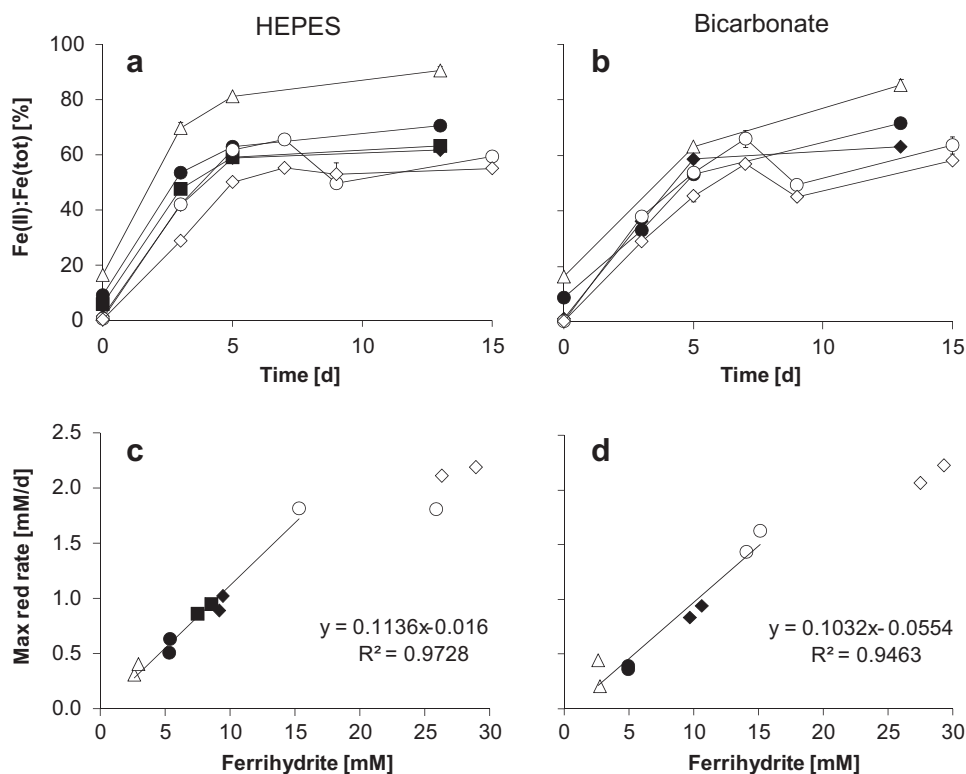 HEPES
Bicarbonate
a
b
Fe(II):Fe(tot) [%]
100
80
60
40
20
0
0 5 10 15
0 5 10 15
Time [d]
Time [d]
c
d
Max red rate [mM/d]
2.5
2.0
1.5
1.0
0.5
0.0
y = 0.1136x-0.016
R² = 0.9728
y = 0.1032x- 0.0554
R² = 0.9463
0 5 10 15 20 25 30
0 5 10 15 20 25 30
Ferrihydrite [mM]
Ferrihydrite [mM]